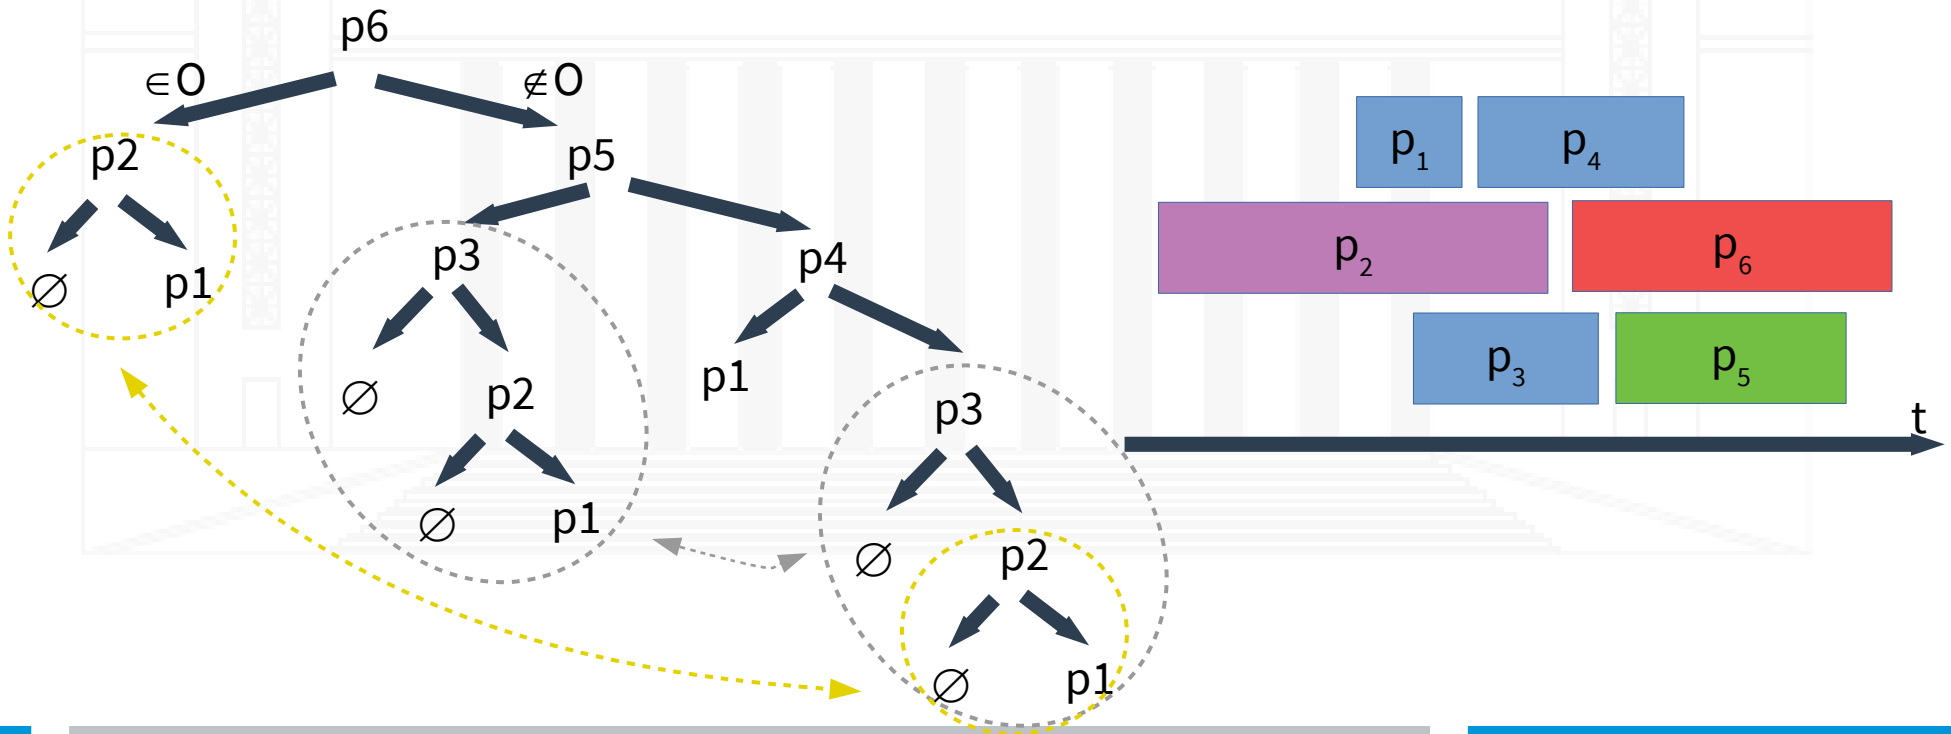 p6
∈O ∉O
p2 p5
∅ p1
p3 p4
∅ p2 p1 p3
∅ p1
∅ p2
∅ p1
p₁ p₄
p₂ p₆
p₃ p₅
t